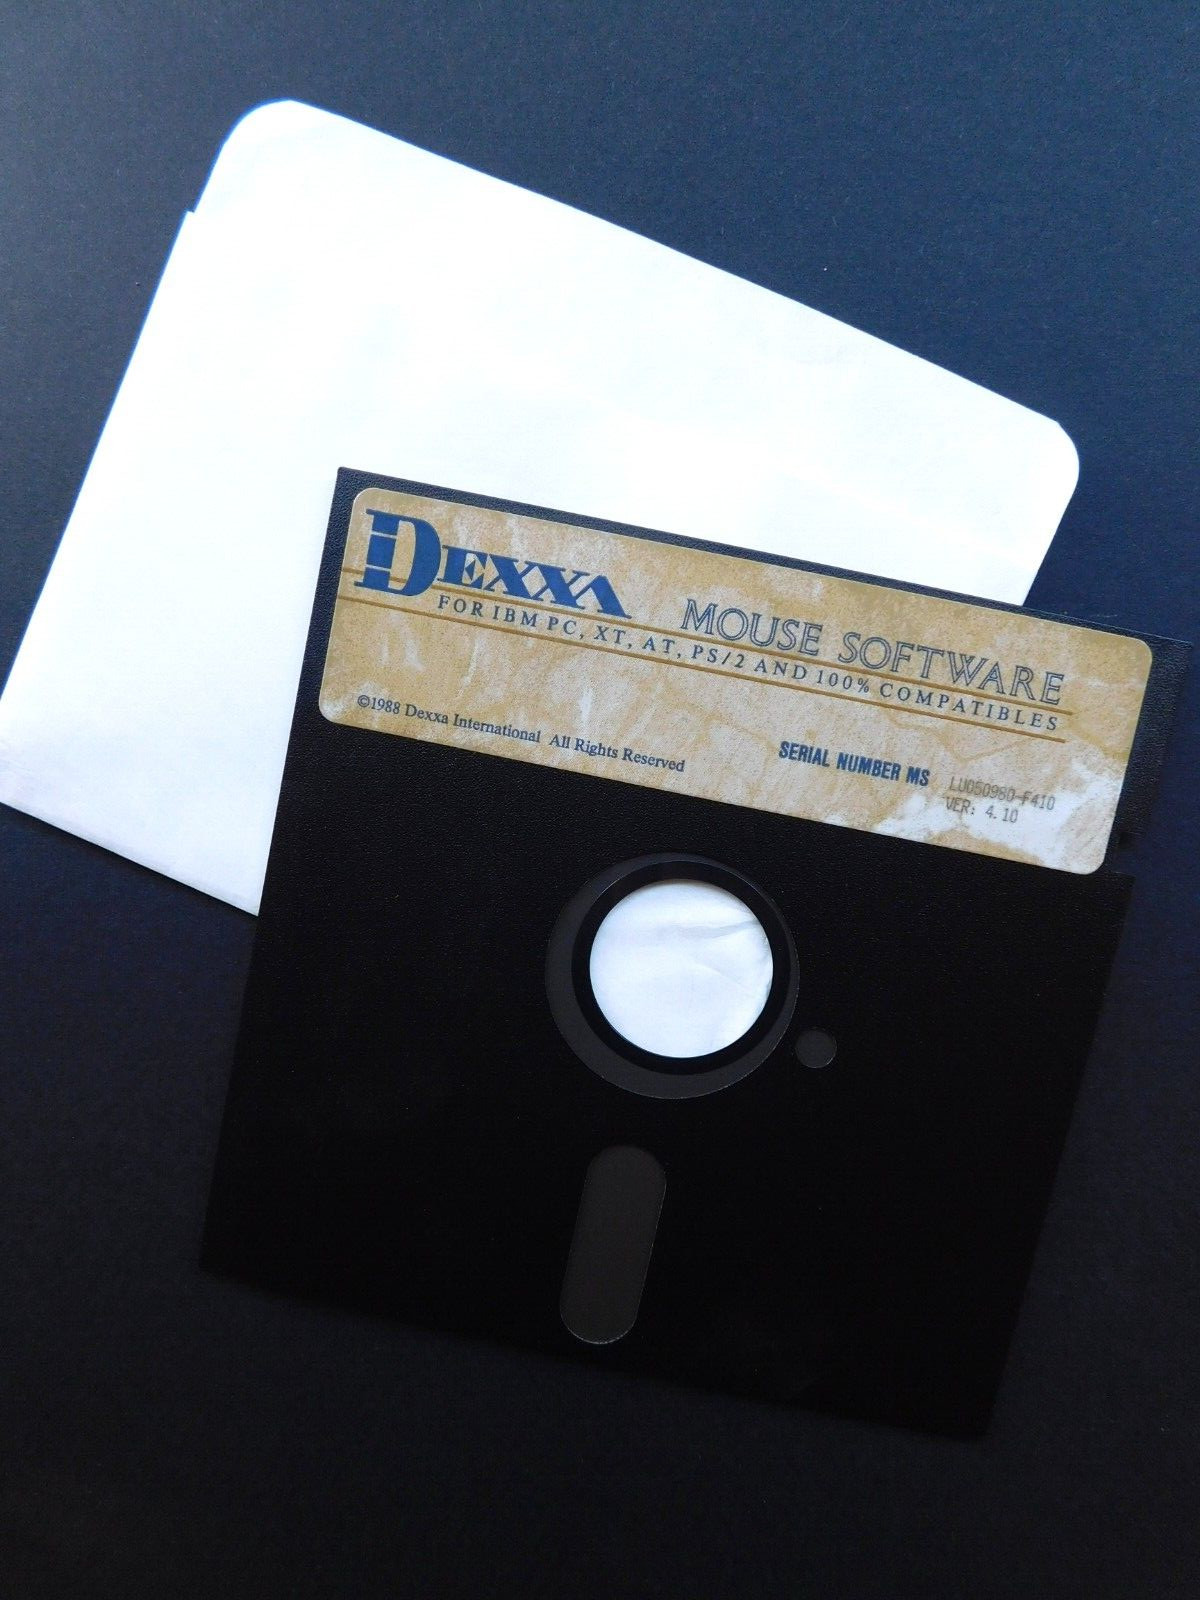 DEXXA MOUSE SOFTWARE
FOR IBM PC, XT, AT, PS/2 AND 100% COMPATIBLES
©1988 Dexxa International All Rights Reserved
SERIAL NUMBER MS LU050980-F410
VER: 4.10